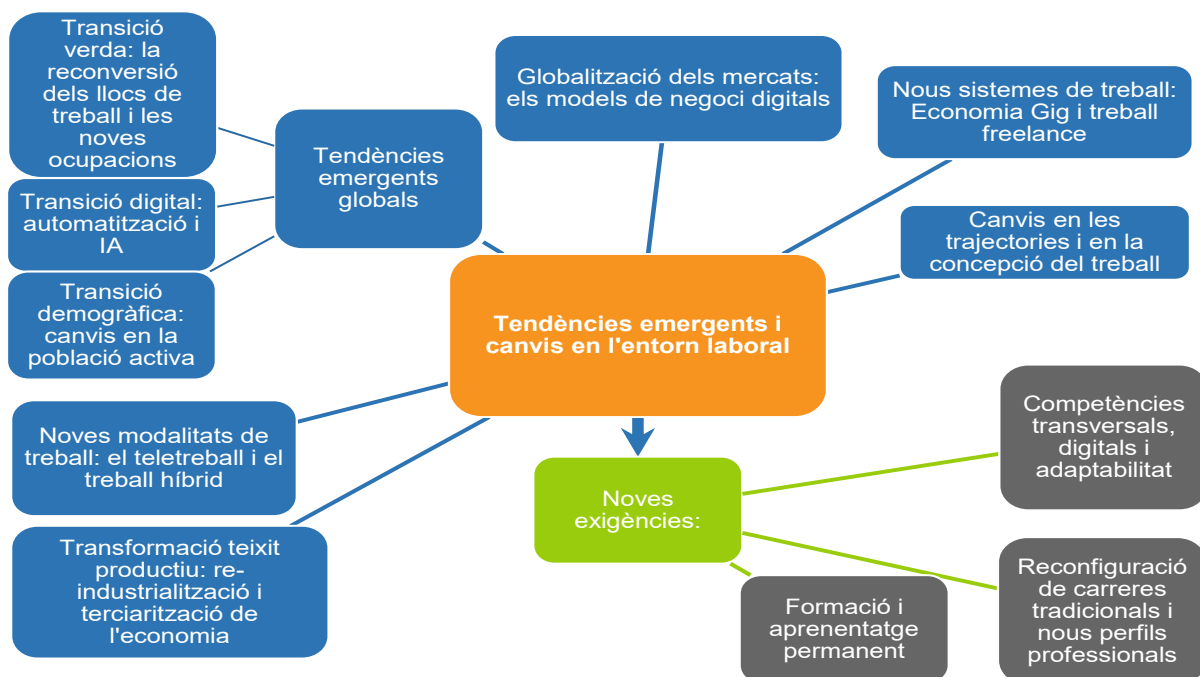 Transició
verda: la
reconversió
dels llocs de
treball i les
noves
ocupacions
Transició digital:
automatització i
IA
Transició
demogràfica:
canvis en la
població activa
Tendències
emergents
globals
Globalització dels mercats:
els models de negoci digitals
Nous sistemes de treball:
Economia Gig i treball
freelance
Canvis en les
trajectories i en la
concepció del treball
Tendències emergents i
canvis en l'entorn laboral
Noves modalitats de
treball: el teletreball i el
treball híbrid
Transformació teixit
productiu: re-
industrialització i
terciarització de
l'economia
Noves
exigències:
Competències
transversals,
digitals i
adaptabilitat
Reconfiguració
de carreres
tradicionals i
nous perfils
professionals
Formació i
aprenentatge
permanent